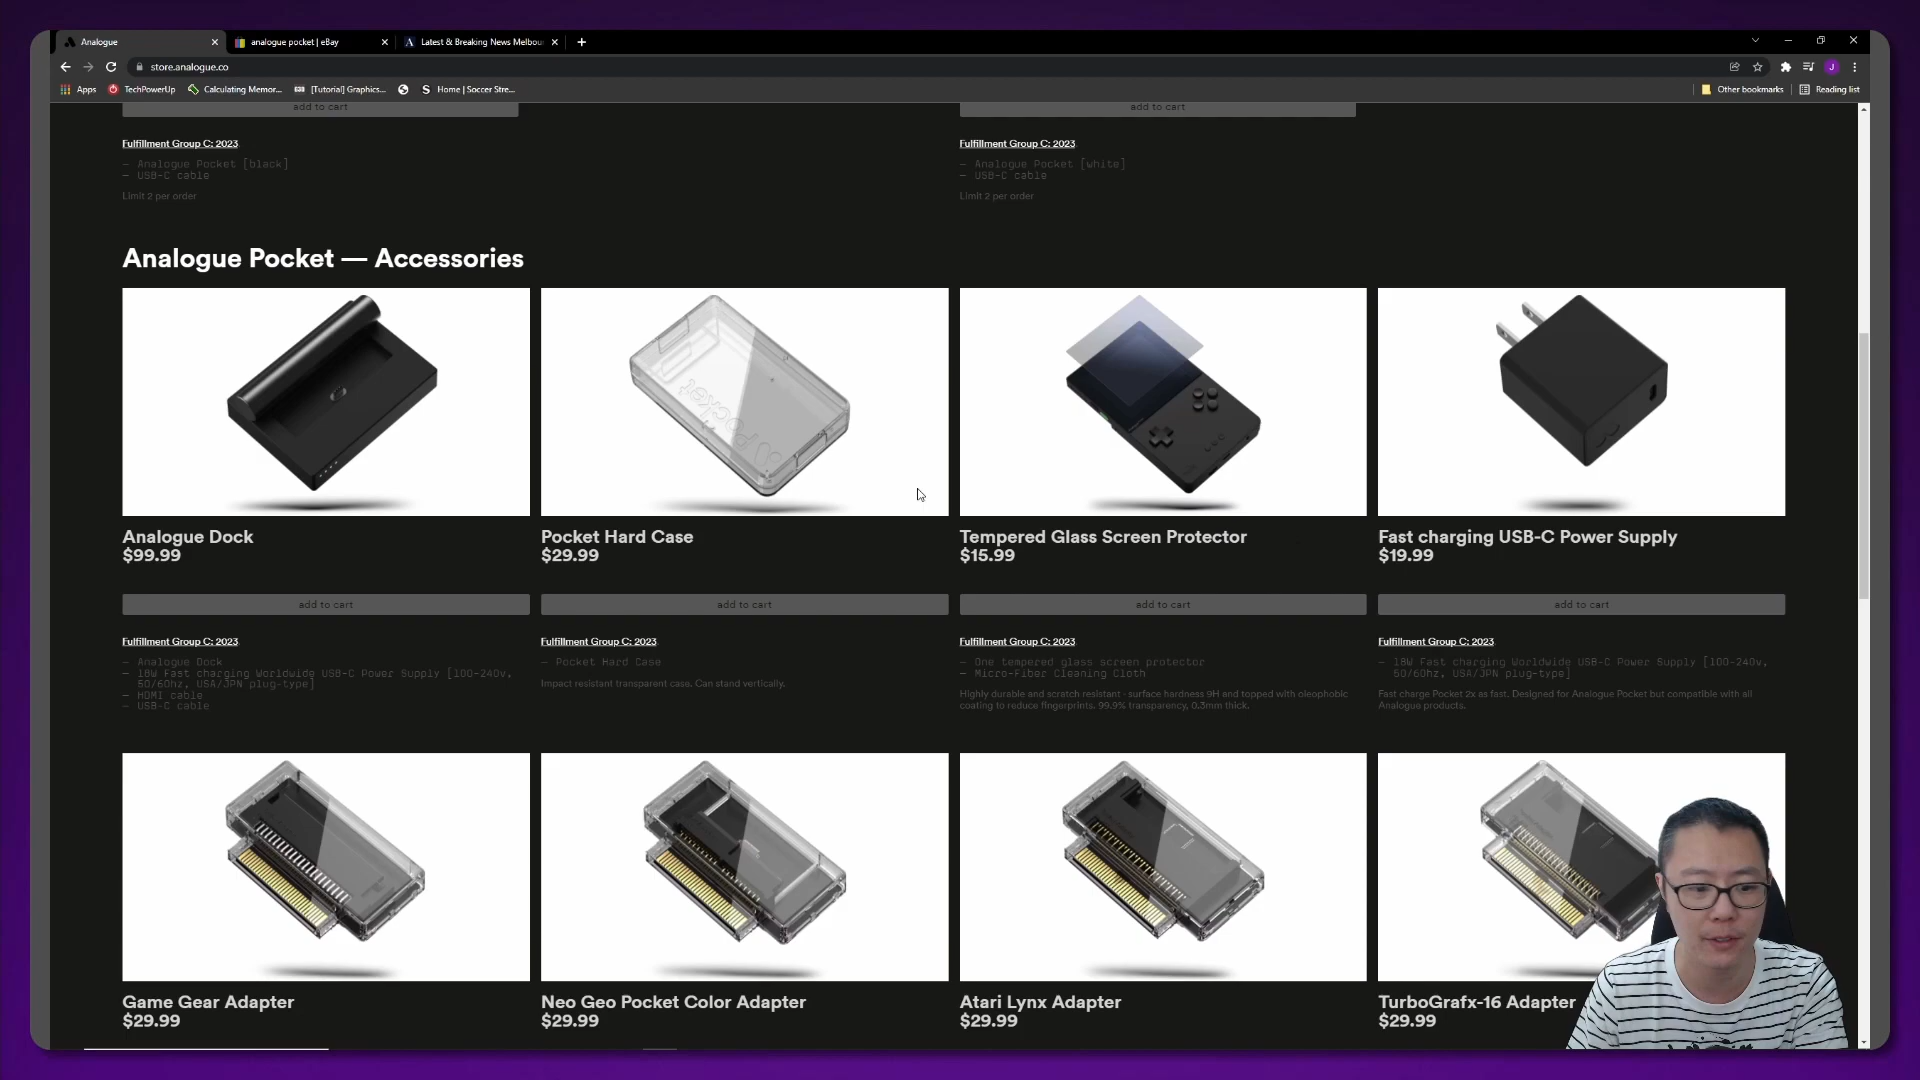 Analogue
analogue pocket | eBay
Latest & Breaking News Melbou
store.analogue.co
Apps
TechPowerUp
Calculating Memor...
[Tutorial] Graphics...
Home | Soccer Stre...
Other bookmarks
Reading list
add to cart
add to cart
Fulfillment Group C: 2023
Fulfillment Group C: 2023
— Analogue Pocket [black]
— USB-C cable
— Analogue Pocket [white]
— USB-C cable
Limit 2 per order
Limit 2 per order
Analogue Pocket — Accessories
Analogue Dock
$99.99
Pocket Hard Case
$29.99
Tempered Glass Screen Protector
$15.99
Fast charging USB-C Power Supply
$19.99
add to cart
add to cart
add to cart
add to cart
Fulfillment Group C: 2023
— Analogue Dock
— 18W Fast charging Worldwide USB-C Power Supply [100-240v,
50/60hz, USA/JPN plug-type]
— HDMI cable
— USB-C cable
Fulfillment Group C: 2023
— Pocket Hard Case
Impact resistant transparent case. Can stand vertically.
Fulfillment Group C: 2023
— One tempered glass screen protector
— Micro-Fiber Cleaning Cloth
Highly durable and scratch resistant - surface hardness 9H and topped with oleophobic
coating to reduce fingerprints. 99.9% transparency, 0.3mm thick.
Fulfillment Group C: 2023
— 18W Fast charging Worldwide USB-C Power Supply [100-240v,
50/60hz, USA/JPN plug-type]
Fast charge Pocket 2x as fast. Designed for Analogue Pocket but compatible with all
Analogue products.
Game Gear Adapter
$29.99
Neo Geo Pocket Color Adapter
$29.99
Atari Lynx Adapter
$29.99
TurboGrafx-16 Adapter
$29.99
Pocket
J